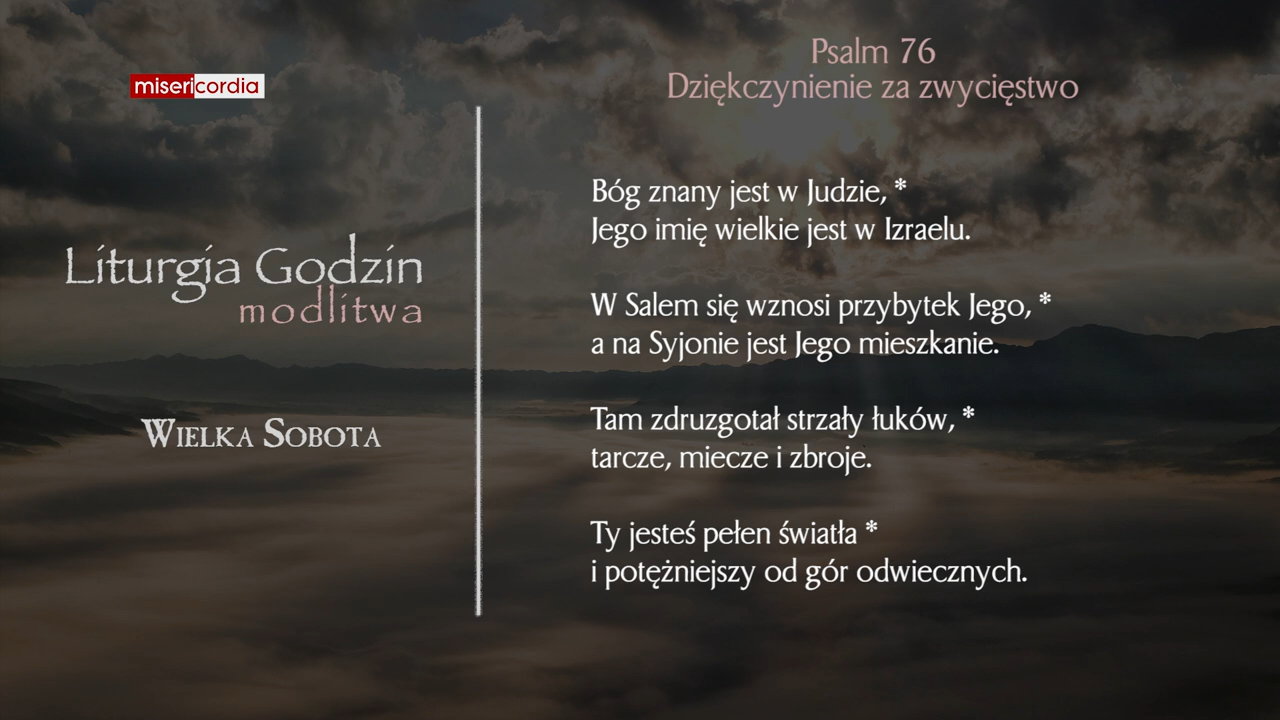 misericordia
Liturgia Godzin
modlitwa
Wielka Sobota
Psalm 76
Dziękczynienie za zwycięstwo
Bóg znany jest w Judzie, *
Jego imię wielkie jest w Izraelu.
W Salem się wznosi przybytek Jego, *
a na Syjonie jest Jego mieszkanie.
Tam zdruzgotał strzały łuków, *
tarcze, miecze i zbroje.
Ty jesteś pełen światła *
i potężniejszy od gór odwiecznych.